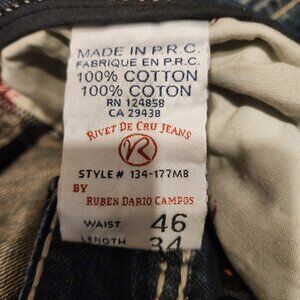 MADE IN P.R.C.
FABRIQUE EN P.R.C.
100% COTTON
100% COTON
RN 124858
CA 29438
RIVET DE CRU JEANS
R
STYLE # 134-177MB
BY
RUBEN DARIO CAMPOS
WAIST 46
LENGTH 34